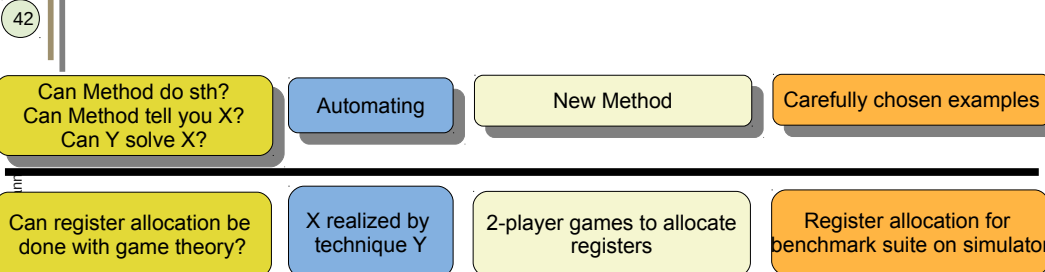 42
Can Method do sth?
Can Method tell you X?
Can Y solve X?
Automating
New Method
Carefully chosen examples
Can register allocation be
done with game theory?
X realized by
technique Y
2-player games to allocate
registers
Register allocation for
benchmark suite on simulator